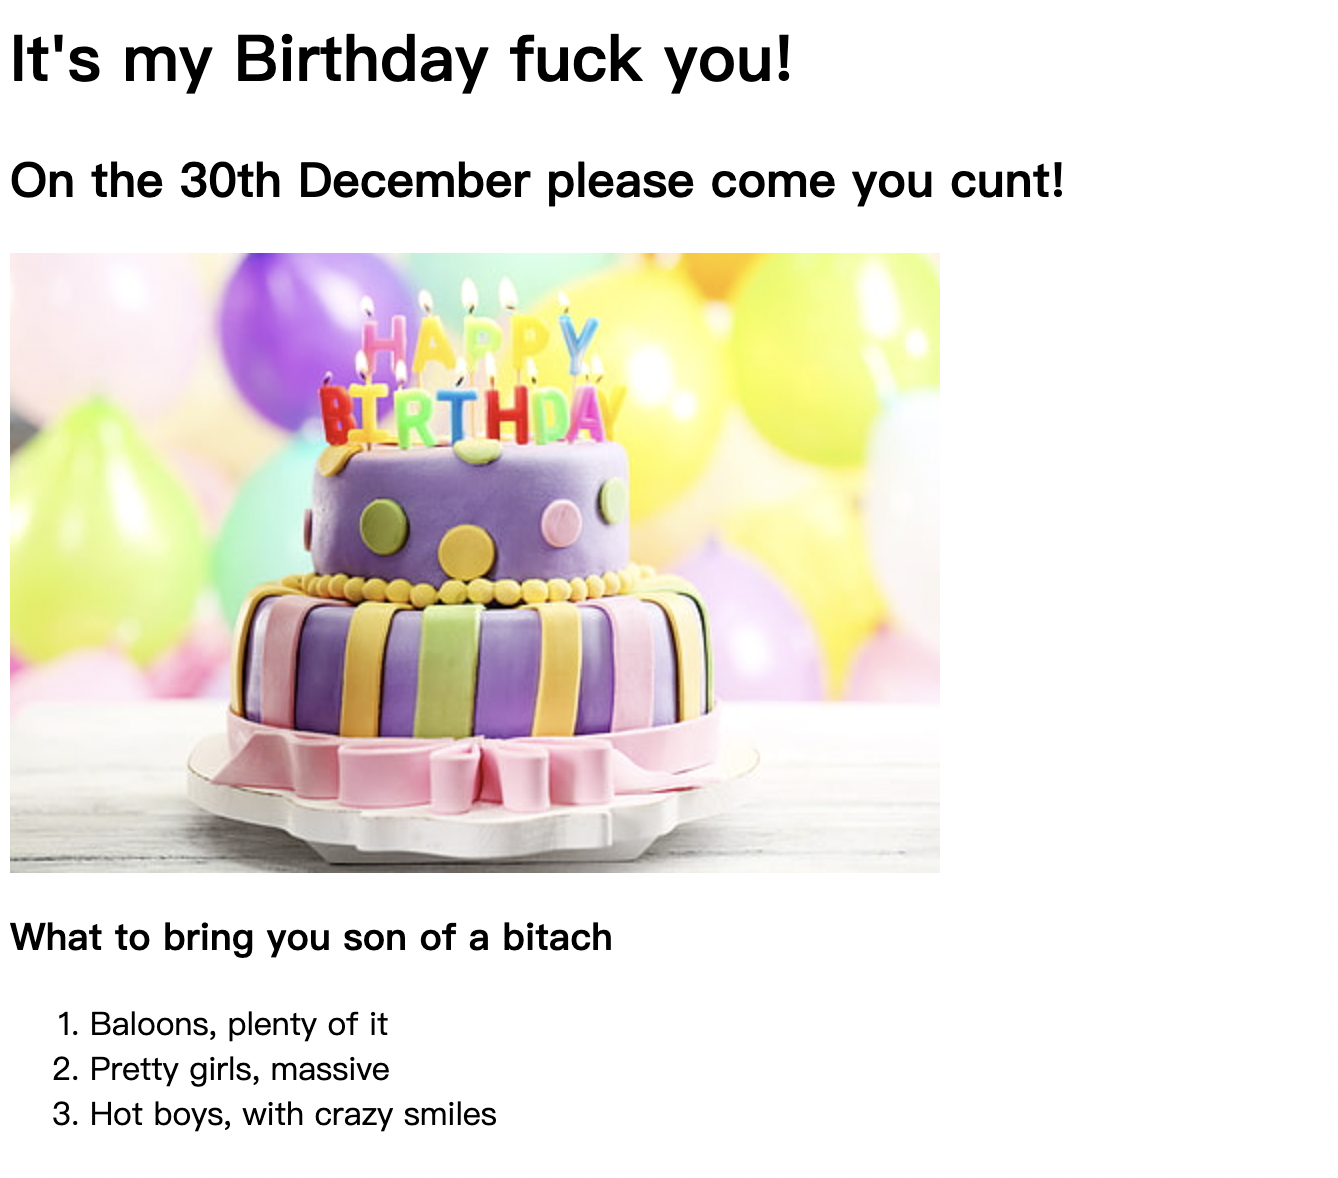 It's my Birthday fuck you!
On the 30th December please come you cunt!
HAPPY
BIRTHDAY
What to bring you son of a bitach
1. Baloons, plenty of it
2. Pretty girls, massive
3. Hot boys, with crazy smiles